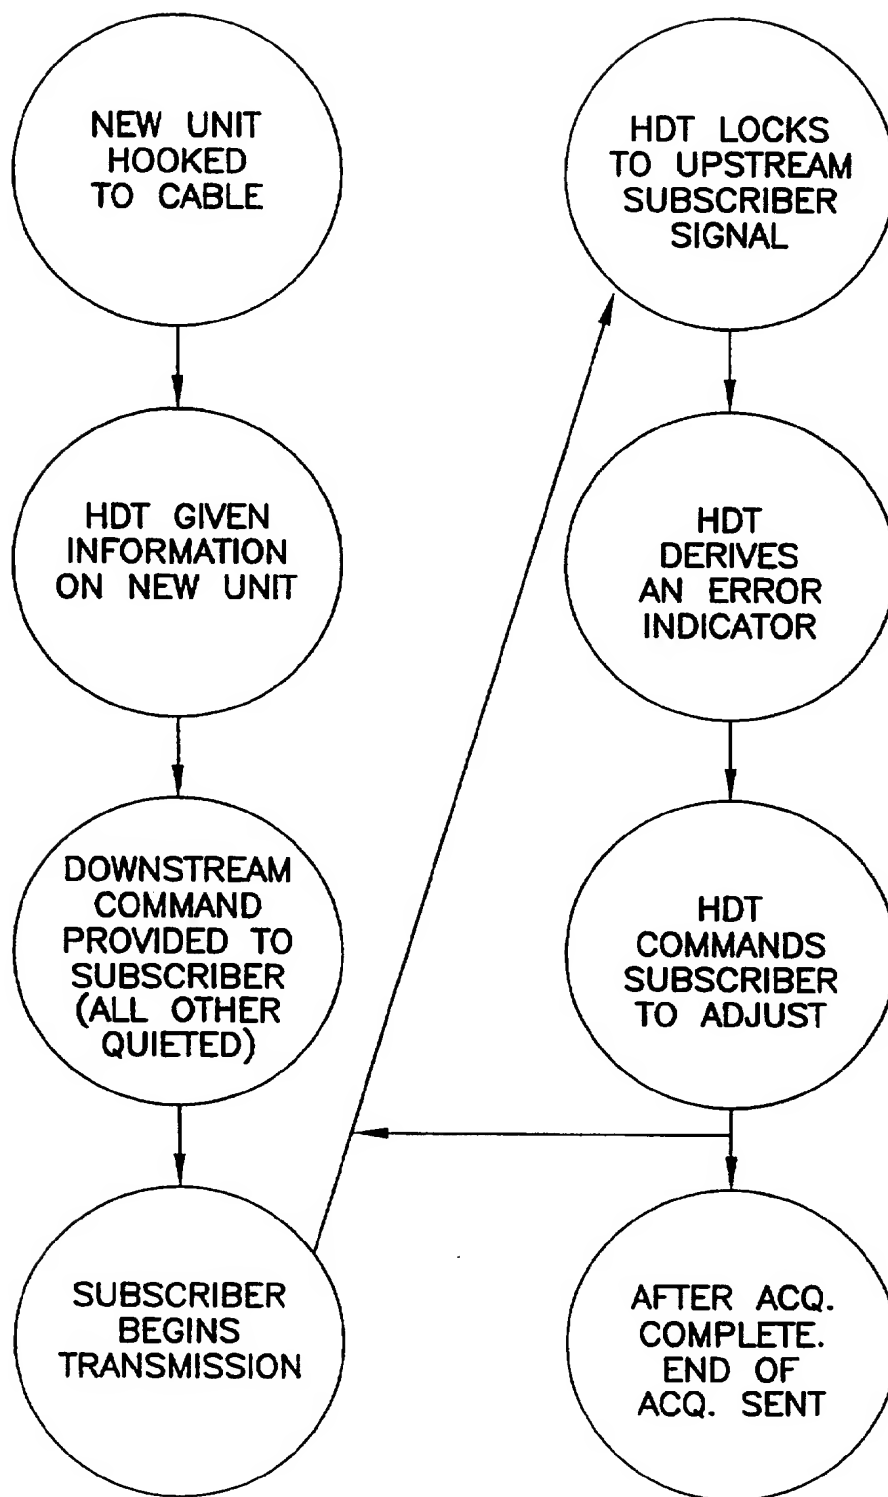 NEW UNIT
HOOKED
TO CABLE
HDT GIVEN
INFORMATION
ON NEW UNIT
DOWNSTREAM
COMMAND
PROVIDED TO
SUBSCRIBER
(ALL OTHER
QUIETED)
SUBSCRIBER
BEGINS
TRANSMISSION
HDT LOCKS
TO UPSTREAM
SUBSCRIBER
SIGNAL
HDT
DERIVES
AN ERROR
INDICATOR
HDT
COMMANDS
SUBSCRIBER
TO ADJUST
AFTER ACQ.
COMPLETE.
END OF
ACQ. SENT